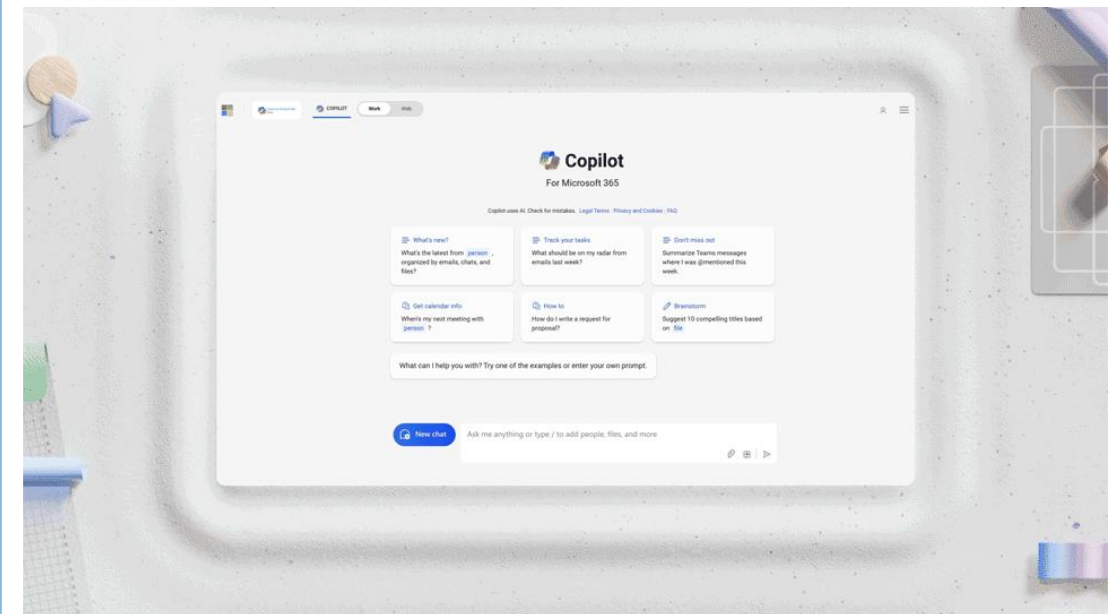 COPILOT
Work
Web
Copilot
For Microsoft 365
Copilot uses AI. Check for mistakes. Legal Terms | Privacy and Cookies | FAQ
What's new?
What's the latest from person , organized by emails, chats, and files?
Track your tasks
What should be on my radar from emails last week?
Don't miss out
Summarize Teams messages where I was @mentioned this week.
Get calendar info
When's my next meeting with person ?
How to
How do I write a request for proposal?
Brainstorm
Suggest 10 compelling titles based on file
What can I help you with? Try one of the examples or enter your own prompt.
New chat
Ask me anything or type / to add people, files, and more